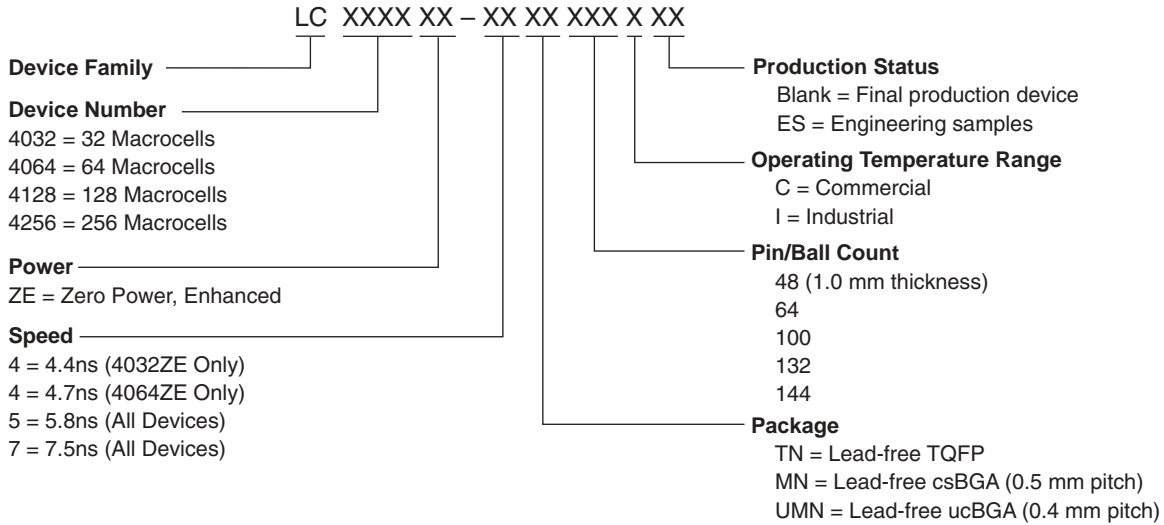 LC XXXX XX – XX XX XXX X XX
Device Family
Device Number
4032 = 32 Macrocells
4064 = 64 Macrocells
4128 = 128 Macrocells
4256 = 256 Macrocells
Power
ZE = Zero Power, Enhanced
Speed
4 = 4.4ns (4032ZE Only)
4 = 4.7ns (4064ZE Only)
5 = 5.8ns (All Devices)
7 = 7.5ns (All Devices)
Production Status
Blank = Final production device
ES = Engineering samples
Operating Temperature Range
C = Commercial
I = Industrial
Pin/Ball Count
48 (1.0 mm thickness)
64
100
132
144
Package
TN = Lead-free TQFP
MN = Lead-free csBGA (0.5 mm pitch)
UMN = Lead-free ucBGA (0.4 mm pitch)